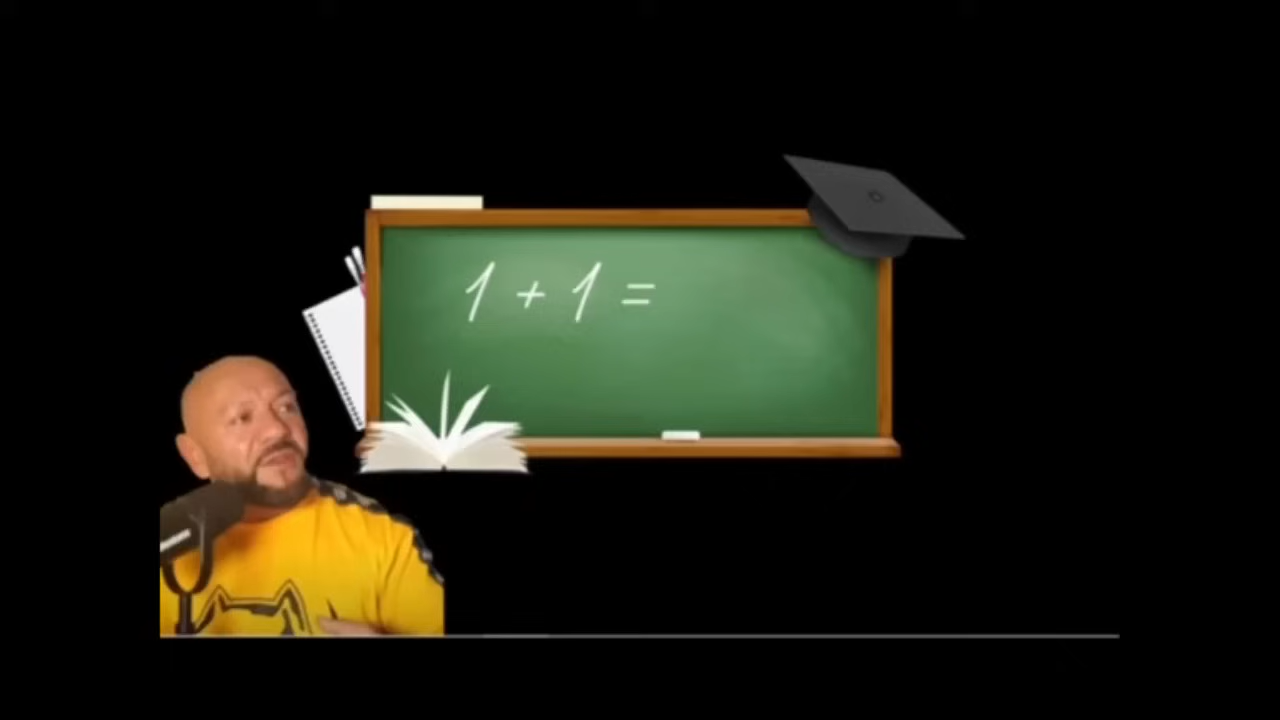 1 + 1 =